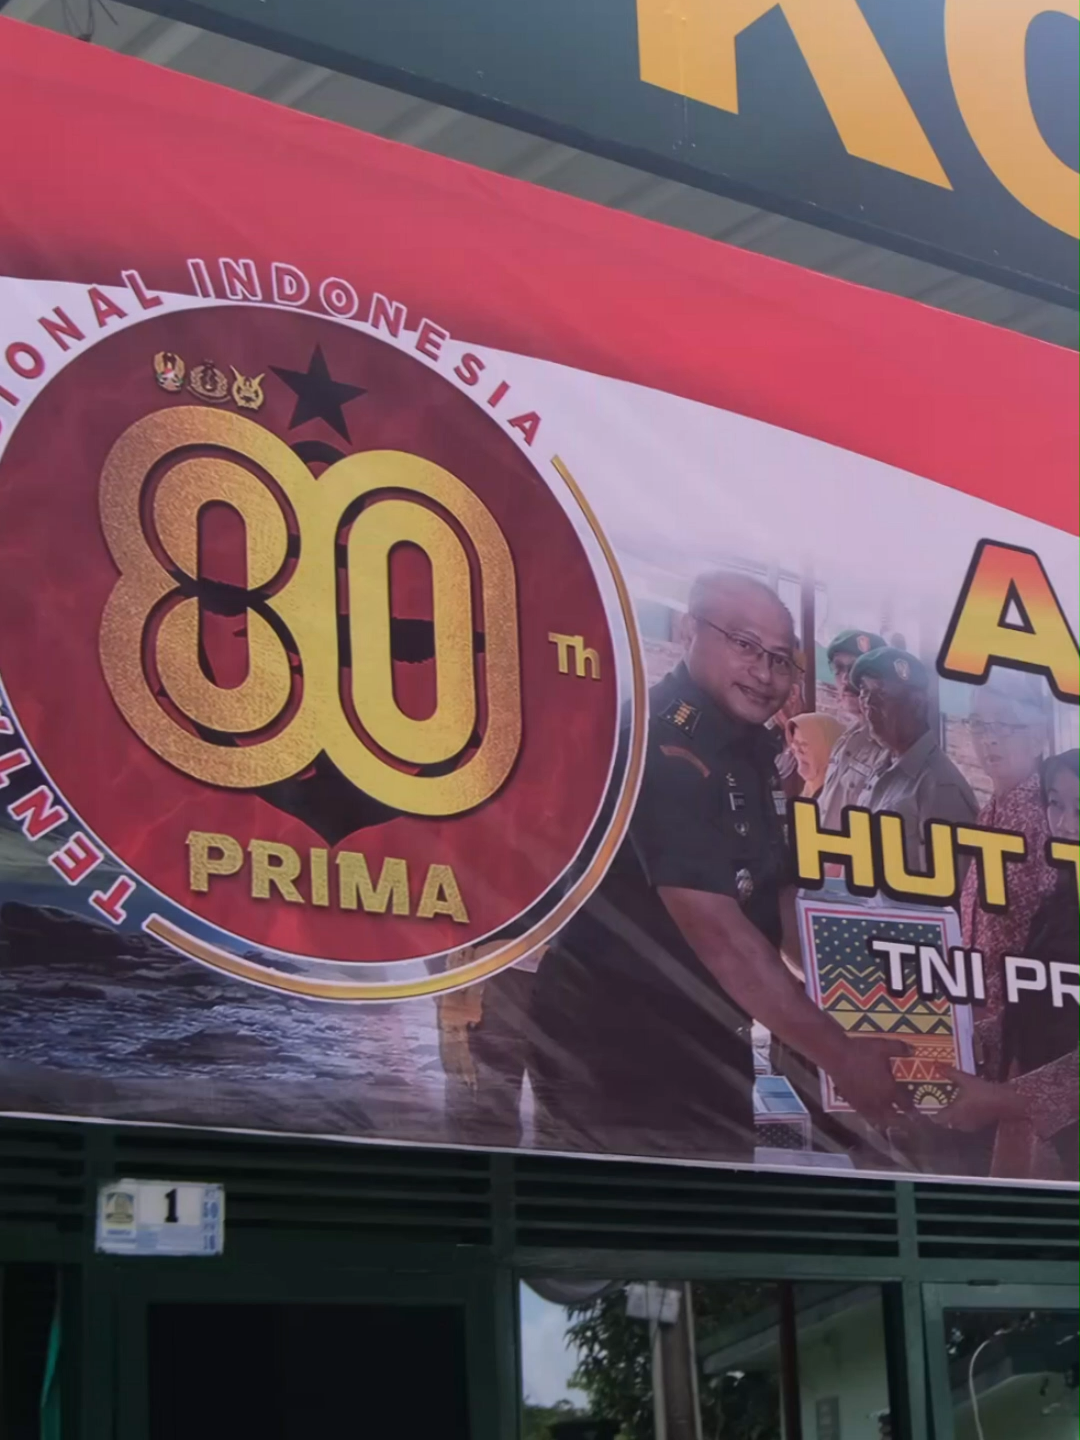 SIONAL INDONESIA
80
Th
PRIMA
TENTA
HUT T
TNI PR
1